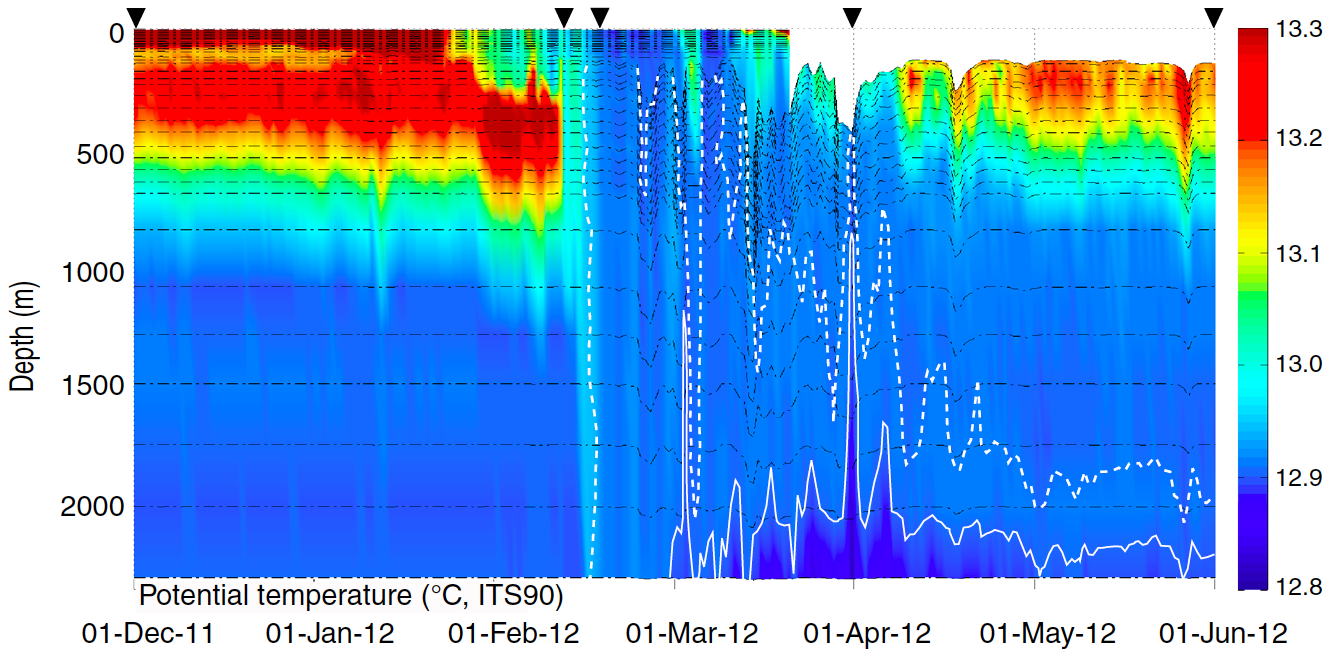 0
500
1000
1500
2000
Depth (m)
13.3
13.2
13.1
13.0
12.9
12.8
Potential temperature (°C, ITS90)
01-Dec-11
01-Jan-12
01-Feb-12
01-Mar-12
01-Apr-12
01-May-12
01-Jun-12